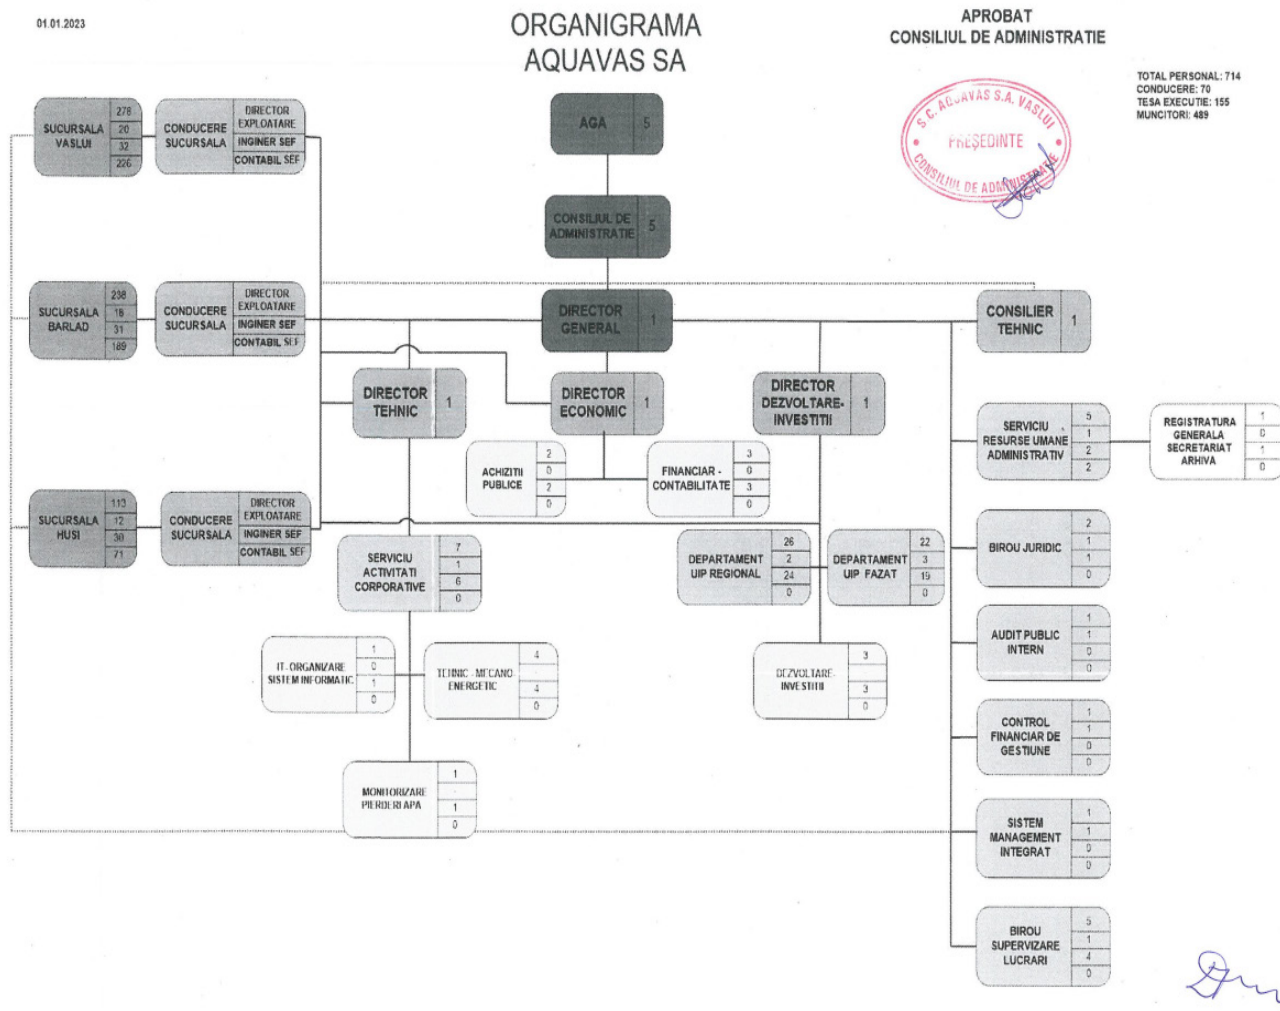 01.01.2023
ORGANIGRAMA
AQUAVAS SA
APROBAT
CONSILIUL DE ADMINISTRATIE
TOTAL PERSONAL: 714
CONDUCERE: 70
TESA EXECUTIE: 155
MUNCITORI: 489
S.C. AQUAVAS S.A. VASLUI
PREȘEDINTE
CONSILIUL DE ADMINISTRAȚIE
AGA
5
CONSILIUL DE
ADMINISTRATIE
5
DIRECTOR
GENERAL
1
CONSILIER
TEHNIC
1
SUCURSALA
VASLUI
278
20
32
226
CONDUCERE
SUCURSALA
DIRECTOR
EXPLOATARE
INGINER SEF
CONTABIL SEF
SUCURSALA
BARLAD
238
18
31
189
CONDUCERE
SUCURSALA
DIRECTOR
EXPLOATARE
INGINER SEF
CONTABIL SEF
SUCURSALA
HUSI
113
12
30
71
CONDUCERE
SUCURSALA
DIRECTOR
EXPLOATARE
INGINER SEF
CONTABIL SEF
DIRECTOR
TEHNIC
1
DIRECTOR
ECONOMIC
1
DIRECTOR
DEZVOLTARE-
INVESTITII
1
ACHIZITII
PUBLICE
2
0
2
0
FINANCIAR -
CONTABILITATE
3
0
3
0
SERVICIU
ACTIVITATI
CORPORATIVE
7
1
6
0
DEPARTAMENT
UIP REGIONAL
26
2
24
0
DEPARTAMENT
UIP FAZAT
22
3
19
0
IT- ORGANIZARE
SISTEM INFORMATIC
1
0
1
0
TEHNIC - MECANO
ENERGETIC
4
4
0
DEZVOLTARE-
INVESTITII
3
3
0
MONITORIZARE
PIERDERI APA
1
1
0
SERVICIU
RESURSE UMANE
ADMINISTRATIV
5
1
2
2
REGISTRATURA
GENERALA
SECRETARIAT
ARHIVA
1
0
1
0
BIROU JURIDIC
2
1
1
0
AUDIT PUBLIC
INTERN
1
1
0
0
CONTROL
FINANCIAR DE
GESTIUNE
1
1
0
0
SISTEM
MANAGEMENT
INTEGRAT
1
1
0
0
BIROU
SUPERVIZARE
LUCRARI
5
1
4
0